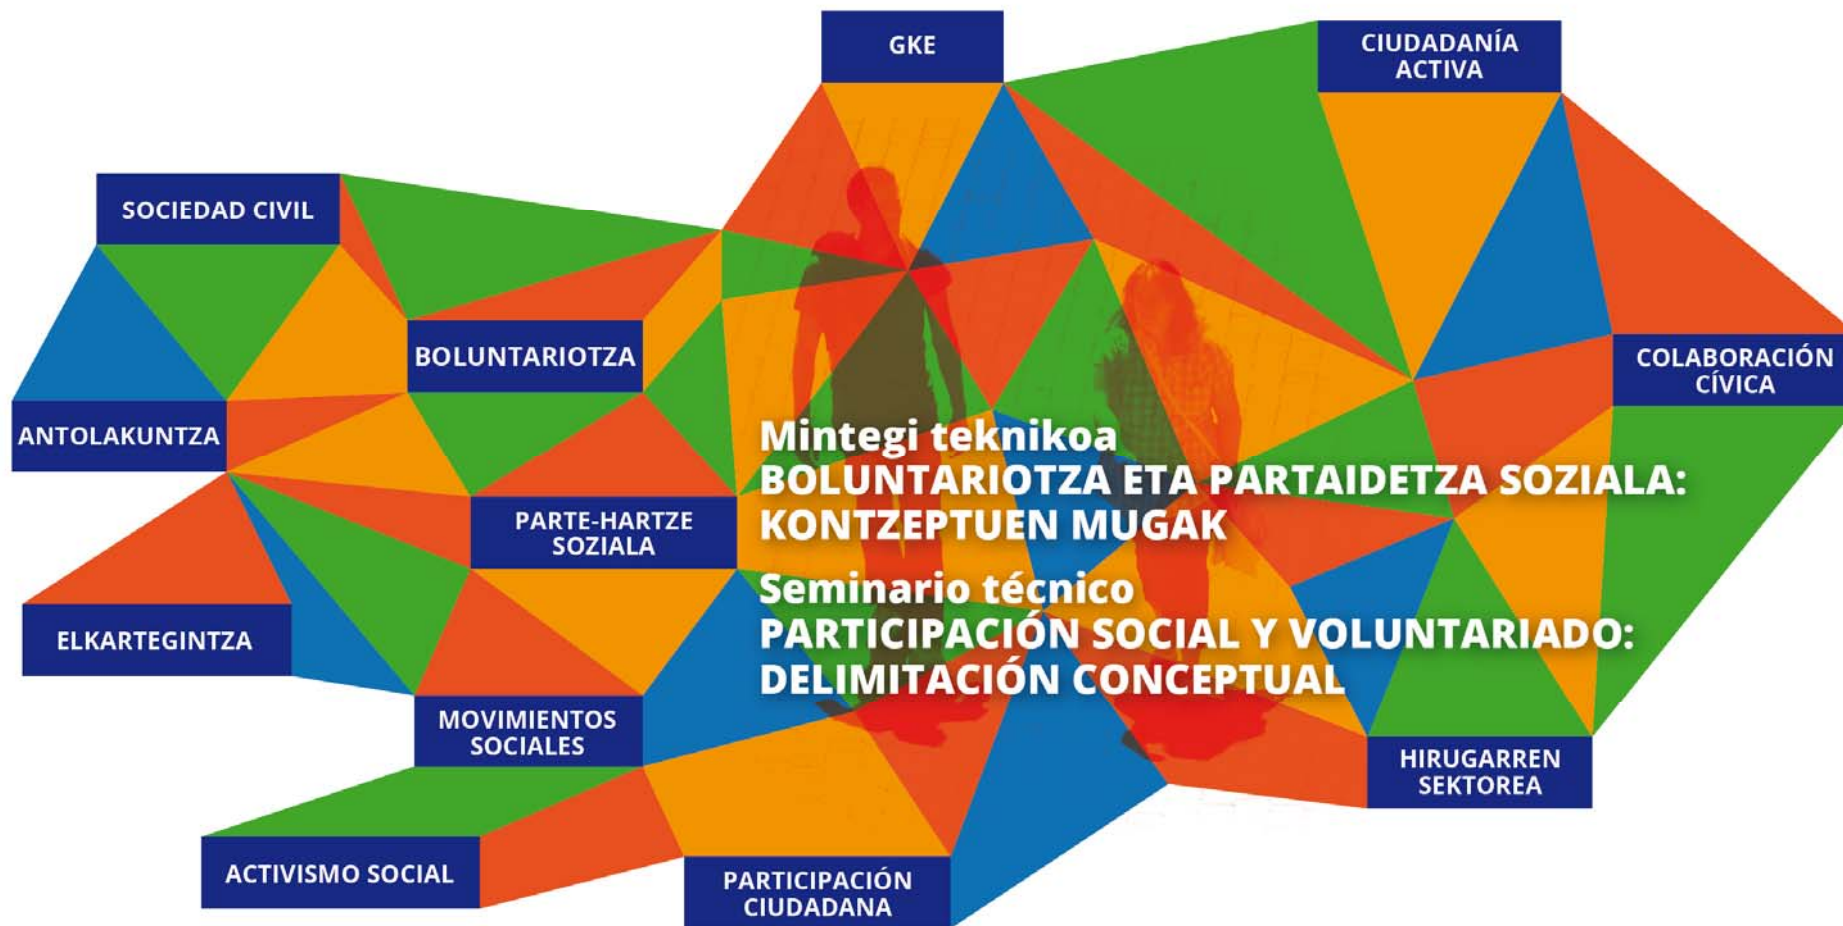 GKE
CIUDADANÍA
ACTIVA
SOCIEDAD CIVIL
BOLUNTARIOTZA
COLABORACIÓN
CÍVICA
ANTOLAKUNTZA
Mintegi teknikoa
BOLUNTARIOTZA ETA PARTAIDETZA SOZIALA:
KONTZEPTUEN MUGAK
PARTE-HARTZE
SOZIALA
Seminario técnico
PARTICIPACIÓN SOCIAL Y VOLUNTARIADO:
DELIMITACIÓN CONCEPTUAL
ELKARTEGINTZA
MOVIMIENTOS
SOCIALES
HIRUGARREN
SEKTOREA
ACTIVISMO SOCIAL
PARTICIPACIÓN
CIUDADANA